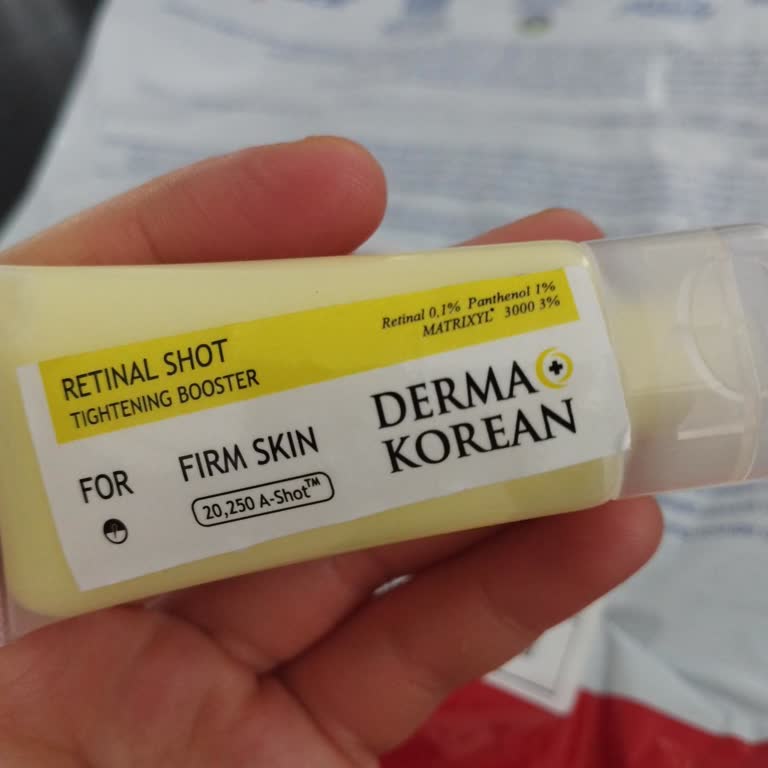 RETINAL SHOT
TIGHTENING BOOSTER
Retinal 0,1% Panthenol 1%
MATRIXYL® 3000 3%
DERMA
KOREAN
FOR FIRM SKIN
20,250 A-Shot™